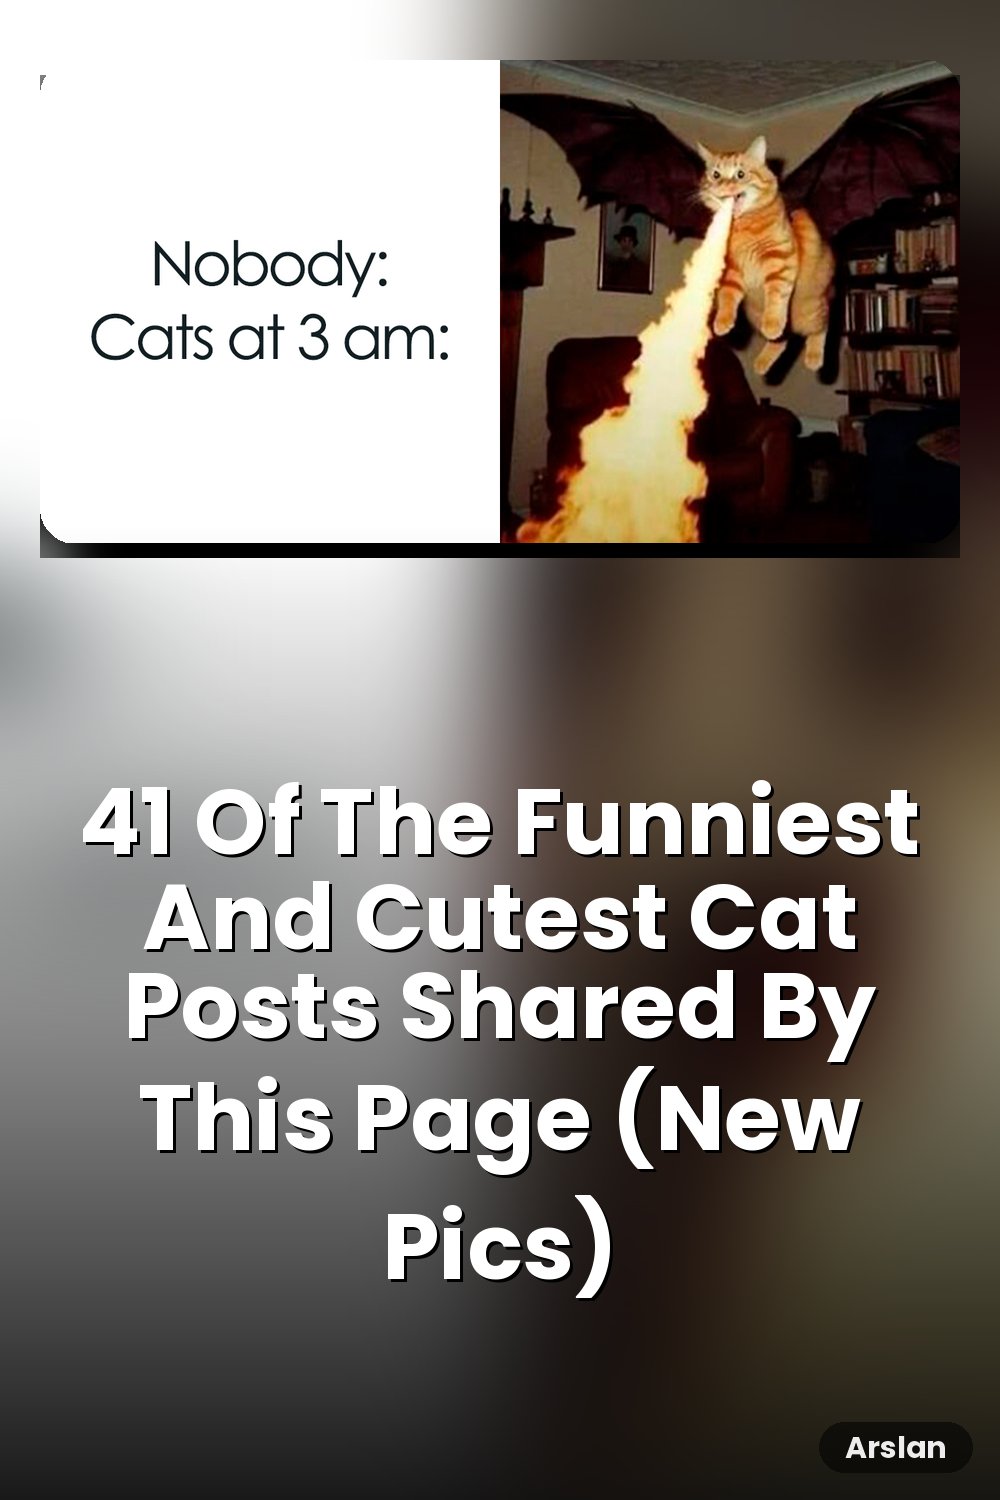 Nobody:
Cats at 3 am:
41 Of The Funniest
And Cutest Cat
Posts Shared By
This Page (New
Pics)
Arslan